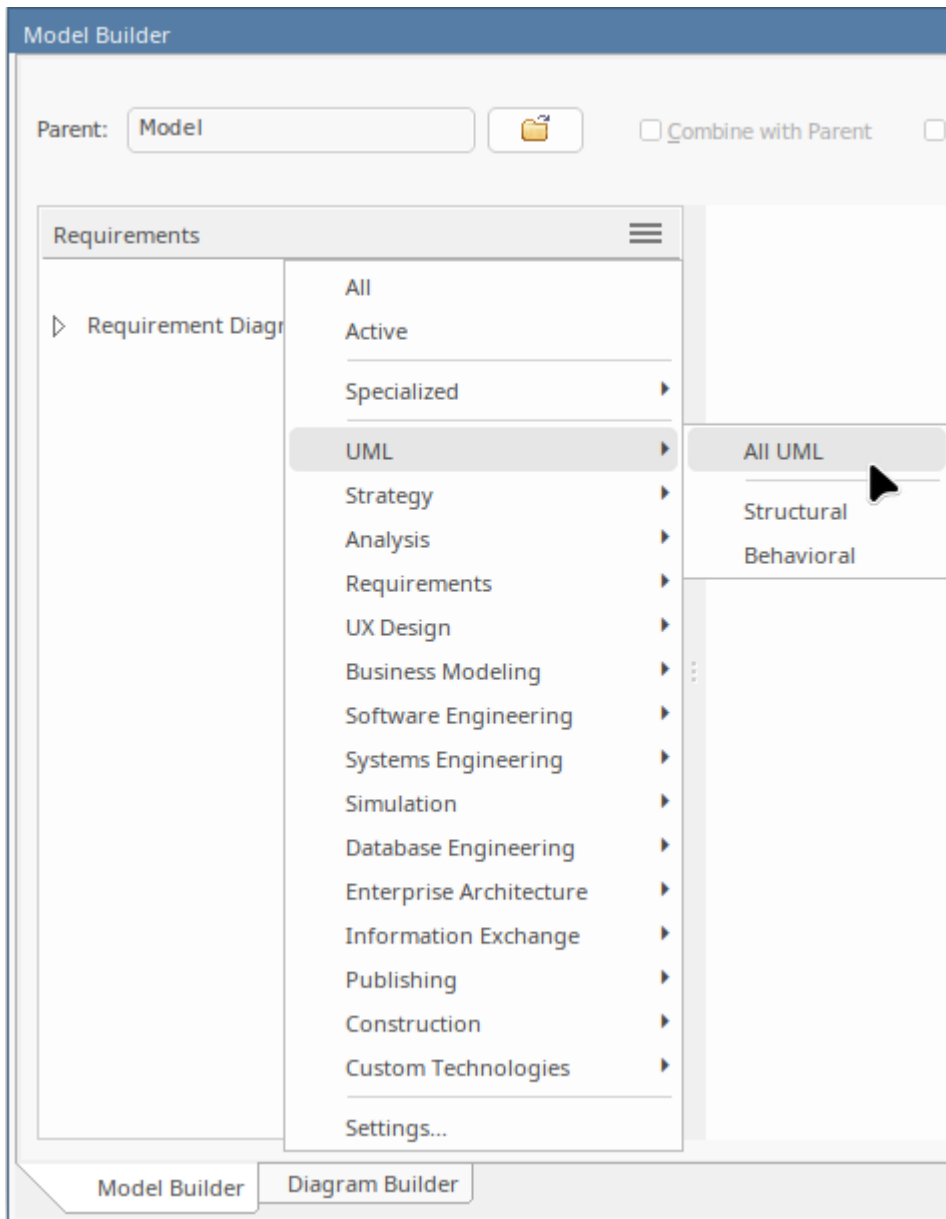 Model Builder
Parent: Model Combine with Parent
Requirements
All
Requirement Diagr
Active
Specialized
UML
All UML
Strategy
Structural
Analysis
Behavioral
Requirements
UX Design
Business Modeling
Software Engineering
Systems Engineering
Simulation
Database Engineering
Enterprise Architecture
Information Exchange
Publishing
Construction
Custom Technologies
Settings...
Model Builder Diagram Builder